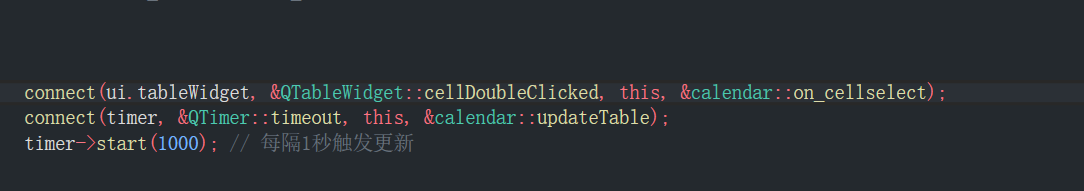 connect(ui.tableWidget, &QTableWidget::cellDoubleClicked, this, &calendar::on_cellselect);
connect(timer, &QTimer::timeout, this, &calendar::updateTable);
timer->start(1000); // 每隔1秒触发更新